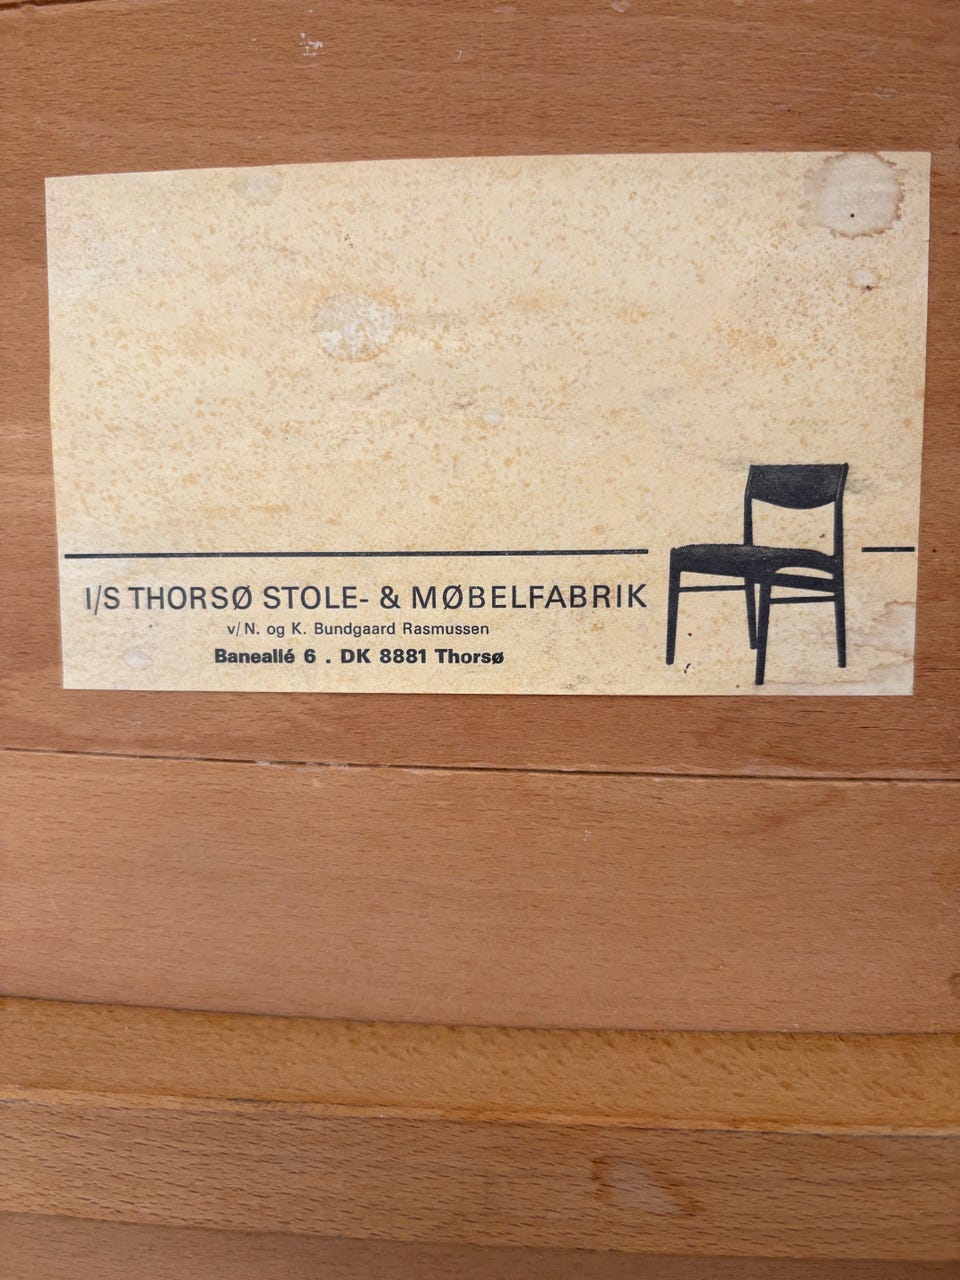 I/S THORSØ STOLE- & MØBELFABRIK
v/ N. og K. Bundgaard Rasmussen
Baneallé 6 . DK 8881 Thorsø